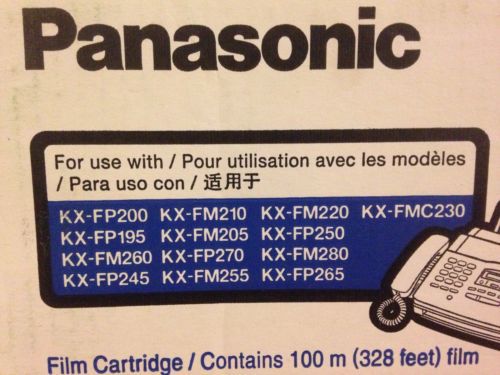 Panasonic
For use with / Pour utilisation avec les modèles
/ Para uso con / 适用于
KX-FP200 KX-FM210 KX-FM220 KX-FMC230
KX-FP195 KX-FM205 KX-FP250
KX-FM260 KX-FP270 KX-FM280
KX-FP245 KX-FM255 KX-FP265
Film Cartridge / Contains 100 m (328 feet) film